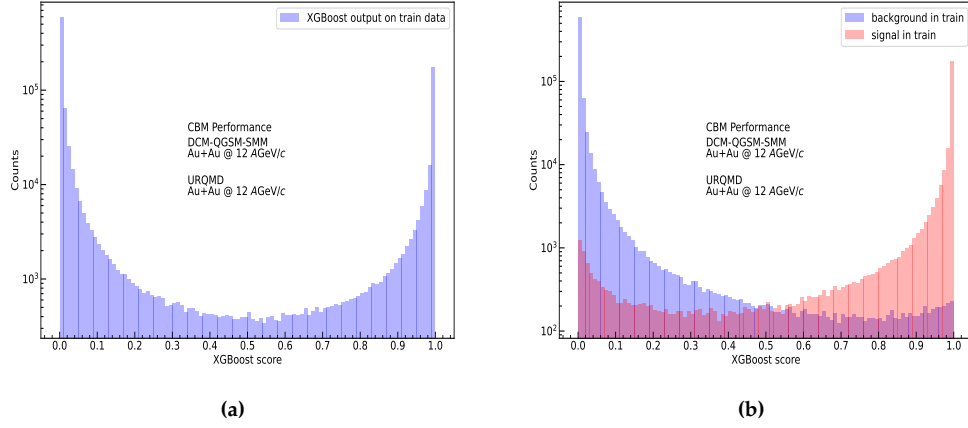 XGBoost output on train data
10^5
10^4
10^3
Counts
CBM Performance
DCM-QGSM-SMM
Au+Au @ 12 AGeV/c
URQMD
Au+Au @ 12 AGeV/c
0.0 0.1 0.2 0.3 0.4 0.5 0.6 0.7 0.8 0.9 1.0
XGBoost score
(a)
background in train
signal in train
10^5
10^4
10^3
10^2
Counts
CBM Performance
DCM-QGSM-SMM
Au+Au @ 12 AGeV/c
URQMD
Au+Au @ 12 AGeV/c
0.0 0.1 0.2 0.3 0.4 0.5 0.6 0.7 0.8 0.9 1.0
XGBoost score
(b)